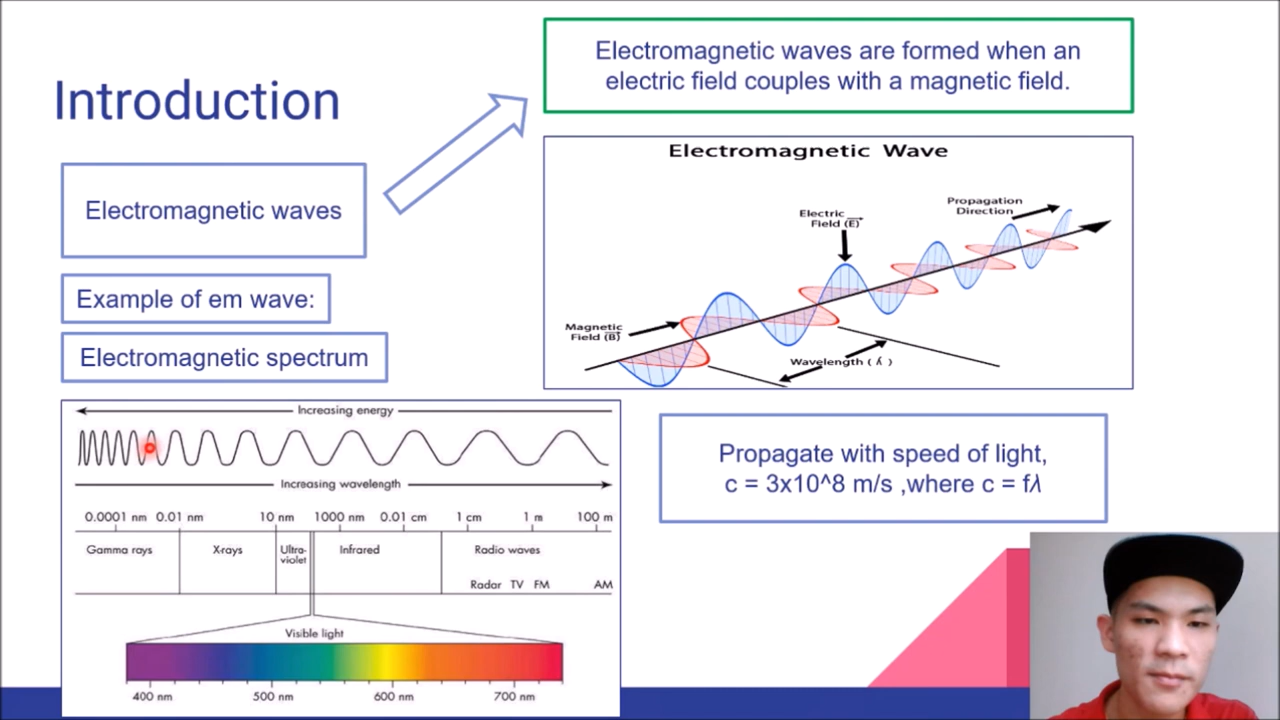 Introduction
Electromagnetic waves are formed when an
electric field couples with a magnetic field.
Electromagnetic waves
Example of em wave:
Electromagnetic spectrum
Electromagnetic Wave
Propagation
Direction
Electric
Field (E)
Magnetic
Field (B)
Wavelength ( λ )
Increasing energy
Increasing wavelength
0.0001 nm 0.01 nm 10 nm 1000 nm 0.01 cm 1 cm 1 m 100 m
Gamma rays X-rays Ultra-
violet Infrared Radio waves
Radar TV FM AM
Visible light
400 nm 500 nm 600 nm 700 nm
Propagate with speed of light,
c = 3x10^8 m/s ,where c = fλ